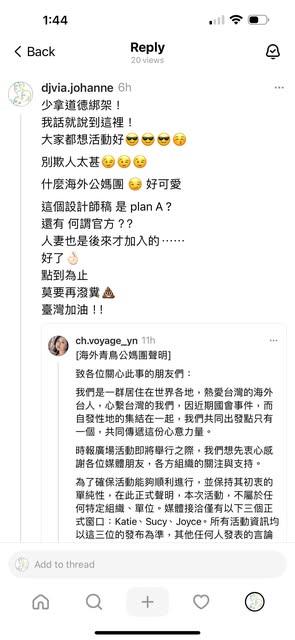 1:44
Back
Reply
20 views
djvia.johanne 6h
少拿道德綁架！
我話就說到這裡！
大家都想活動好😎😎😎😚
別欺人太甚😏😏😏
什麼海外公媽團 😏 好可愛
這個設計師稿 是 plan A？
還有 何謂官方 ? ?
人妻也是後來才加入的⋯⋯
好了👌🏻
點到為止
莫要再潑糞💩
臺灣加油 ! !
ch.voyage_yn 11h
[海外青鳥公媽團聲明]
致各位關心此事的朋友們：
我們是一群居住在世界各地，熱愛台灣的海外
台人，心繫台灣的我們，因近期國會事件，而
自發性地的集結在一起，我們共同出發點只有
一個，共同傳遞這份心意力量。
時報廣場活動即將舉行之際，我們想先衷心感
謝各位媒體朋友，各方組織的關注與支持。
為了確保活動能夠順利進行，並保持其初衷的
單純性，在此正式聲明，本次活動，不屬於任
何特定組織、單位。媒體接洽僅有以下三個正
式窗口：Katie、Sucy、Joyce。所有活動資訊均
以這三位的發布為準，其他任何人發表的言論
Add to thread